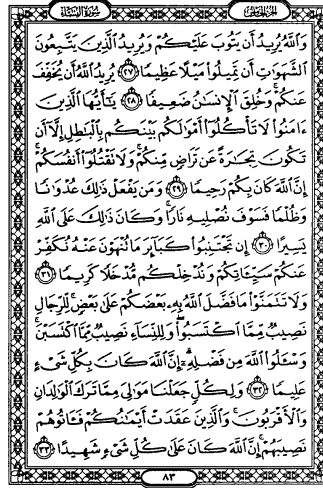 الجزء الخامس
سورة النساء
وَٱللَّهُ يُرِيدُ أَن يَتُوبَ عَلَيْكُمْ وَيُرِيدُ ٱلَّذِينَ يَتَّبِعُونَ
ٱلشَّهَوَٰتِ أَن تَمِيلُوا۟ مَيْلًا عَظِيمًا ﴿٢٧﴾ يُرِيدُ ٱللَّهُ أَن يُخَفِّفَ
عَنكُمْ ۚ وَخُلِقَ ٱلْإِنسَٰنُ ضَعِيفًا ﴿٢٨﴾ يَٰٓأَيُّهَا ٱلَّذِينَ
ءَامَنُوا۟ لَا تَأْكُلُوٓا۟ أَمْوَٰلَكُم بَيْنَكُم بِٱلْبَٰطِلِ إِلَّآ أَن
تَكُونَ تِجَٰرَةً عَن تَرَاضٍ مِّنكُمْ ۚ وَلَا تَقْتُلُوٓا۟ أَنفُسَكُمْ ۚ
إِنَّ ٱللَّهَ كَانَ بِكُمْ رَحِيمًا ﴿٢٩﴾ وَمَن يَفْعَلْ ذَٰلِكَ عُدْوَٰنًا
وَظُلْمًا فَسَوْفَ نُصْلِيهِ نَارًا ۚ وَكَانَ ذَٰلِكَ عَلَى ٱللَّهِ
يَسِيرًا ﴿٣٠﴾ إِن تَجْتَنِبُوا۟ كَبَآئِرَ مَا تُنْهَوْنَ عَنْهُ نُكَفِّرْ
عَنكُمْ سَيِّـَٔاتِكُمْ وَنُدْخِلْكُم مُّدْخَلًا كَرِيمًا ﴿٣١﴾
وَلَا تَتَمَنَّوْا۟ مَا فَضَّلَ ٱللَّهُ بِهِۦ بَعْضَكُمْ عَلَىٰ بَعْضٍ ۚ لِّلرِّجَالِ
نَصِيبٌ مِّمَّا ٱكْتَسَبُوا۟ ۖ وَلِلنِّسَآءِ نَصِيبٌ مِّمَّا ٱكْتَسَبْنَ ۚ
وَسْـَٔلُوا۟ ٱللَّهَ مِن فَضْلِهِۦٓ ۗ إِنَّ ٱللَّهَ كَانَ بِكُلِّ شَىْءٍ
عَلِيمًا ﴿٣٢﴾ وَلِكُلٍّ جَعَلْنَا مَوَٰلِىَ مِمَّا تَرَكَ ٱلْوَٰلِدَانِ
وَٱلْأَقْرَبُونَ ۚ وَٱلَّذِينَ عَقَدَتْ أَيْمَٰنُكُمْ فَـَٔاتُوهُمْ
نَصِيبَهُمْ ۚ إِنَّ ٱللَّهَ كَانَ عَلَىٰ كُلِّ شَىْءٍ شَهِيدًا ﴿٣٣﴾
٨٣